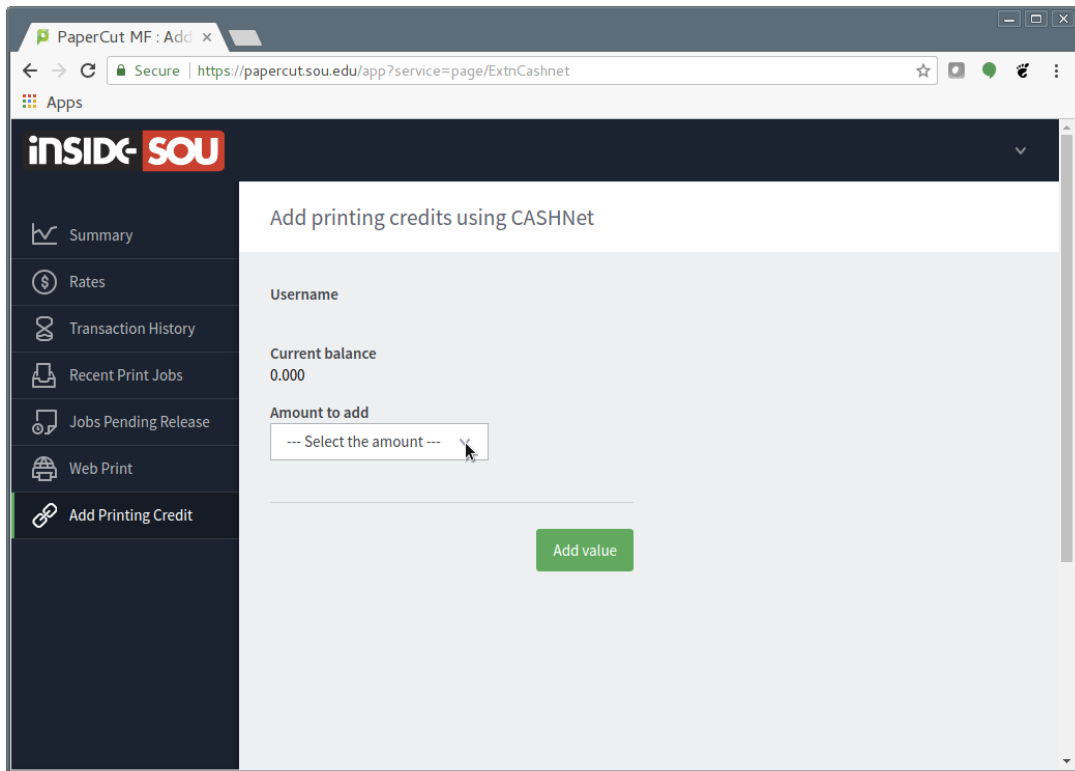 PaperCut MF : Add
Secure | https://papercut.sou.edu/app?service=page/ExtnCashnet
Apps
inSIDE SOU
Add printing credits using CASHNet
Summary
Rates
Transaction History
Recent Print Jobs
Jobs Pending Release
Web Print
Add Printing Credit
Username
Current balance
0.000
Amount to add
--- Select the amount ---
Add value